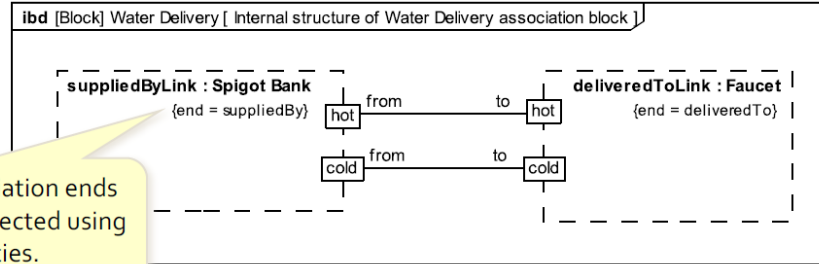 ibd [Block] Water Delivery [ Internal structure of Water Delivery association block ]
suppliedByLink : Spigot Bank
{end = suppliedBy}
deliveredToLink : Faucet
{end = deliveredTo}
hot from to hot
cold from to cold
ation ends
ected using
ies.